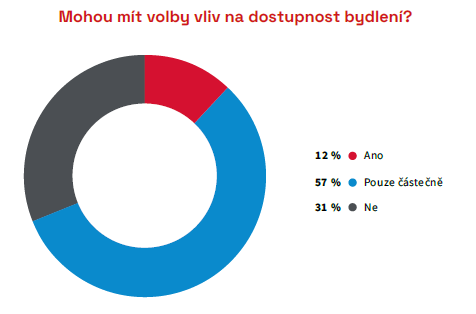 Mohou mít volby vliv na dostupnost bydlení?
12 % Ano
57 % Pouze částečně
31 % Ne